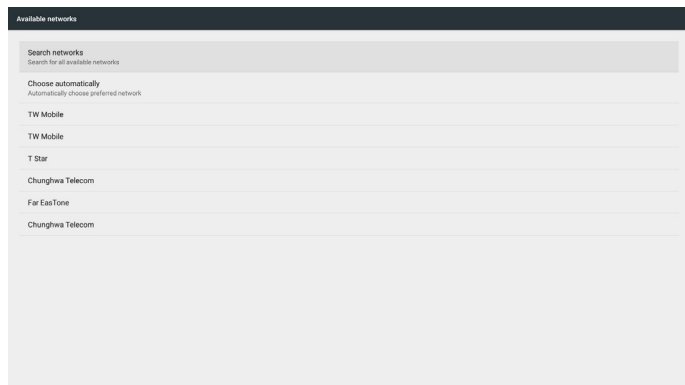 Available networks
Search networks
Search for all available networks
Choose automatically
Automatically choose preferred network
TW Mobile
TW Mobile
T Star
Chunghwa Telecom
Far EasTone
Chunghwa Telecom